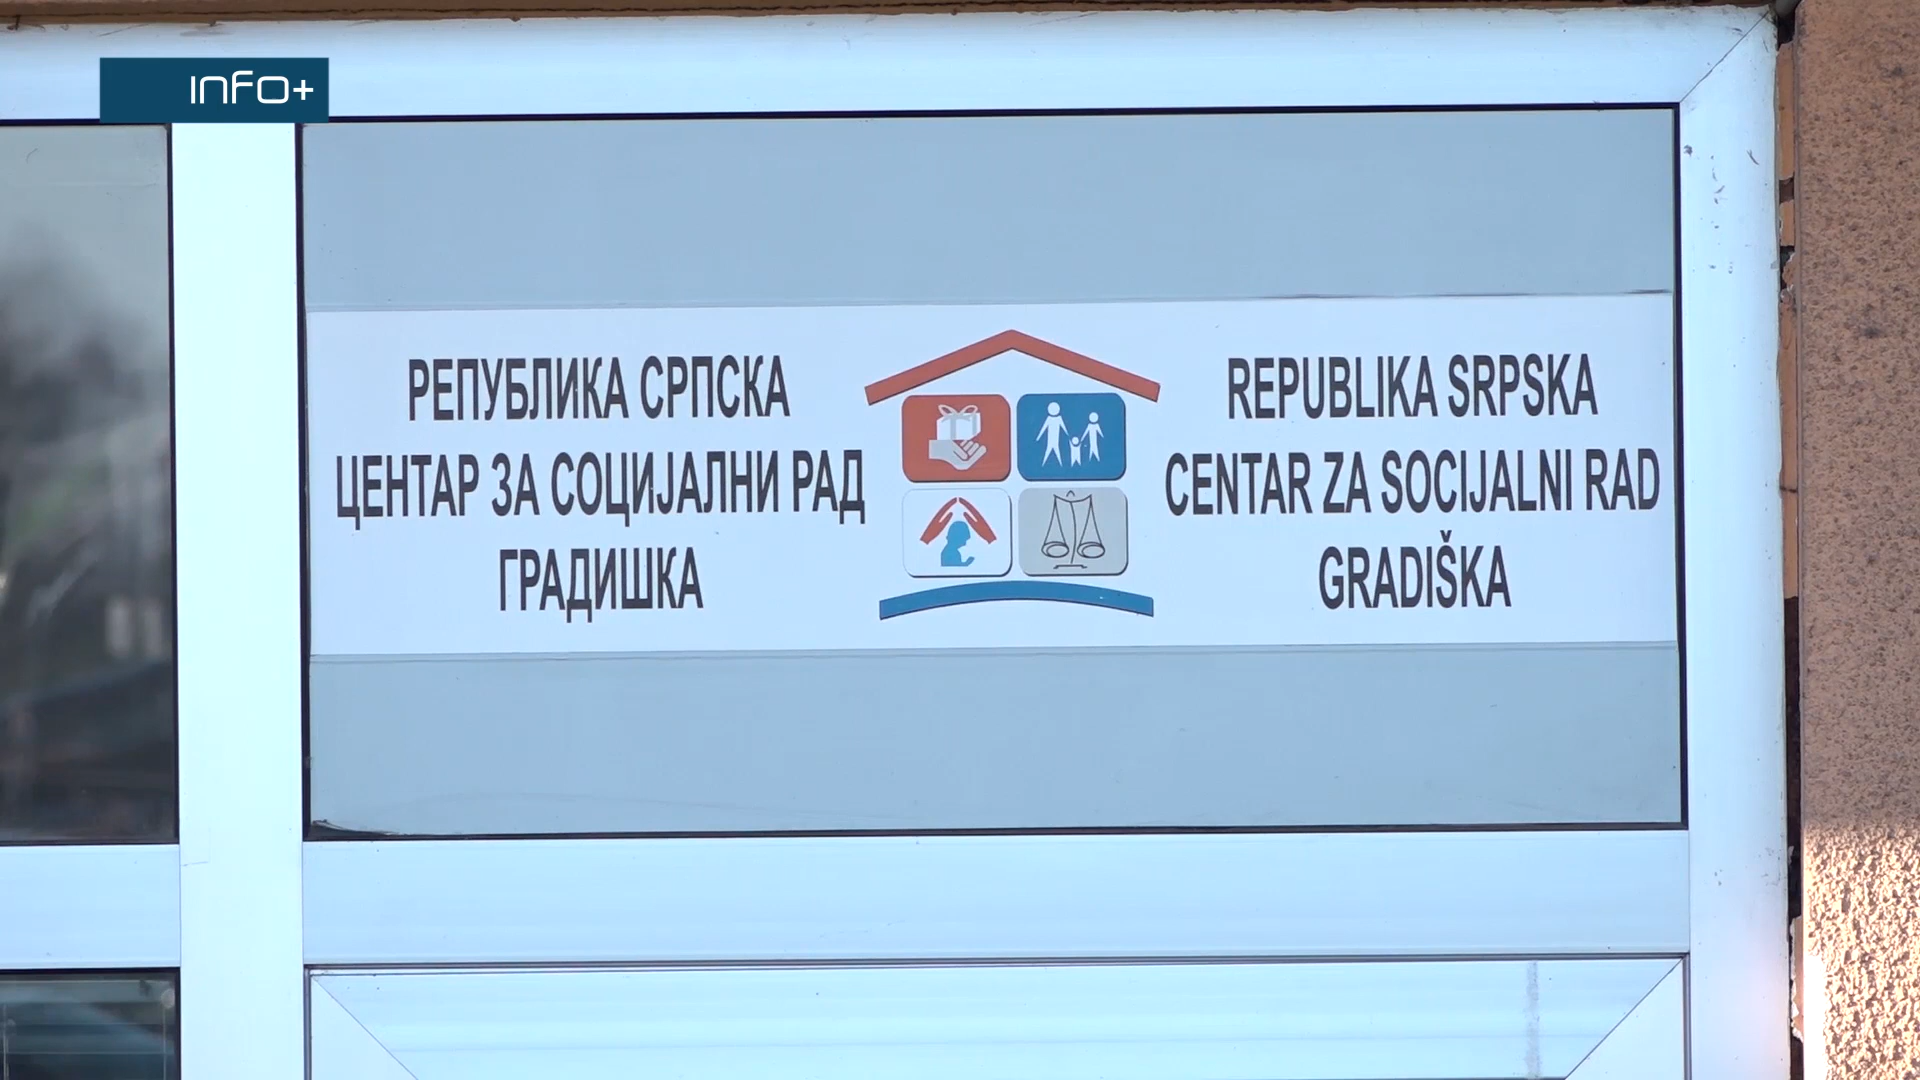 INFO+
РЕПУБЛИКА СРПСКА
ЦЕНТАР ЗА СОЦИЈАЛНИ РАД
ГРАДИШКА
REPUBLIKA SRPSKA
CENTAR ZA SOCIJALNI RAD
GRADIŠKA